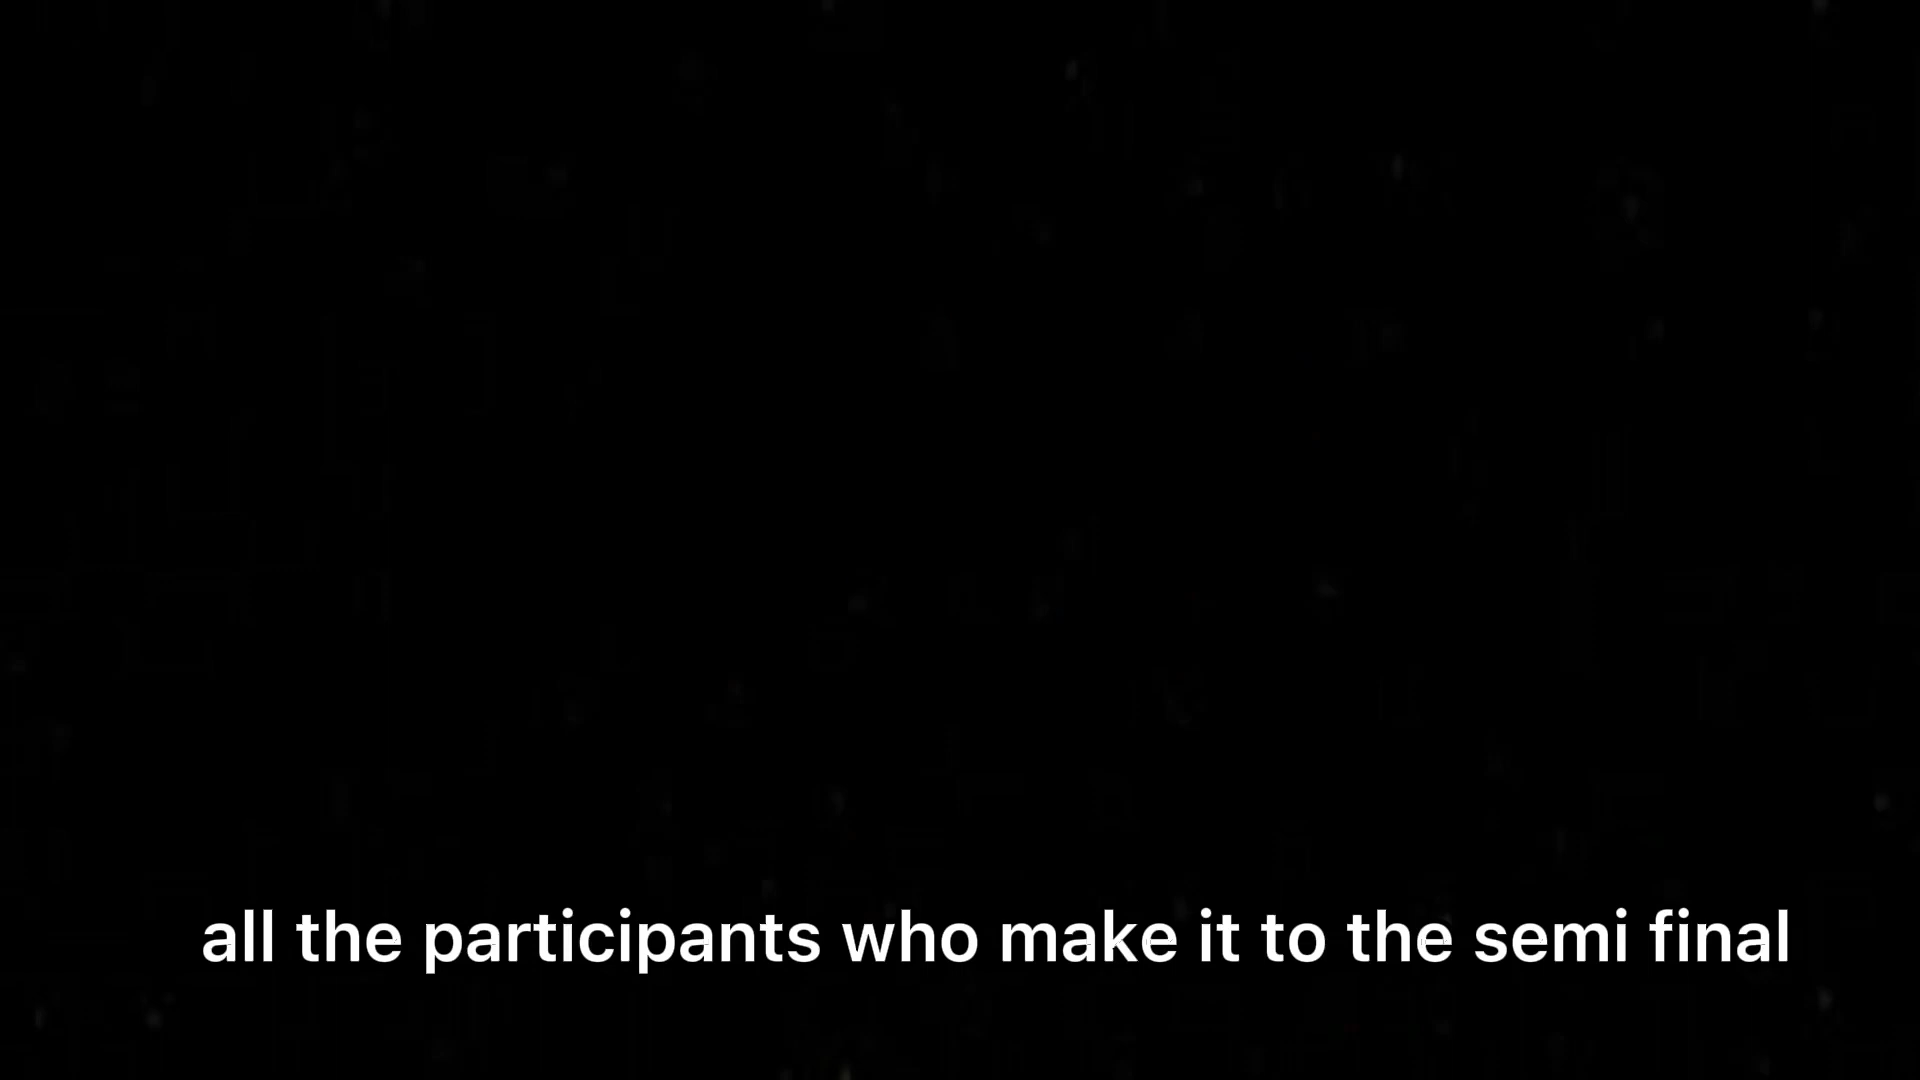 all the participants who make it to the semi final